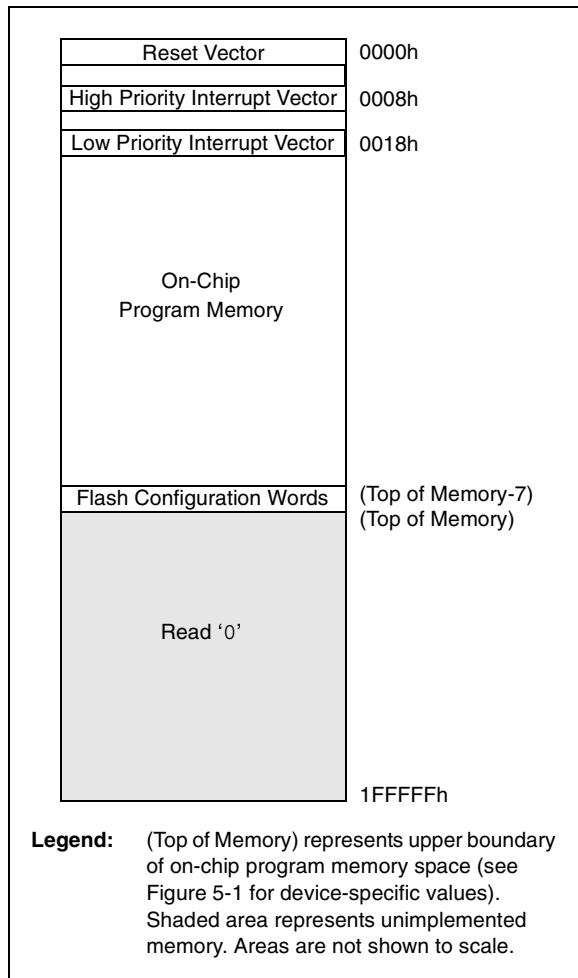 Reset Vector 0000h
High Priority Interrupt Vector 0008h
Low Priority Interrupt Vector 0018h
On-Chip
Program Memory
Flash Configuration Words (Top of Memory-7)
(Top of Memory)
Read ‘0’
1FFFFFh
Legend: (Top of Memory) represents upper boundary
of on-chip program memory space (see
Figure 5-1 for device-specific values).
Shaded area represents unimplemented
memory. Areas are not shown to scale.